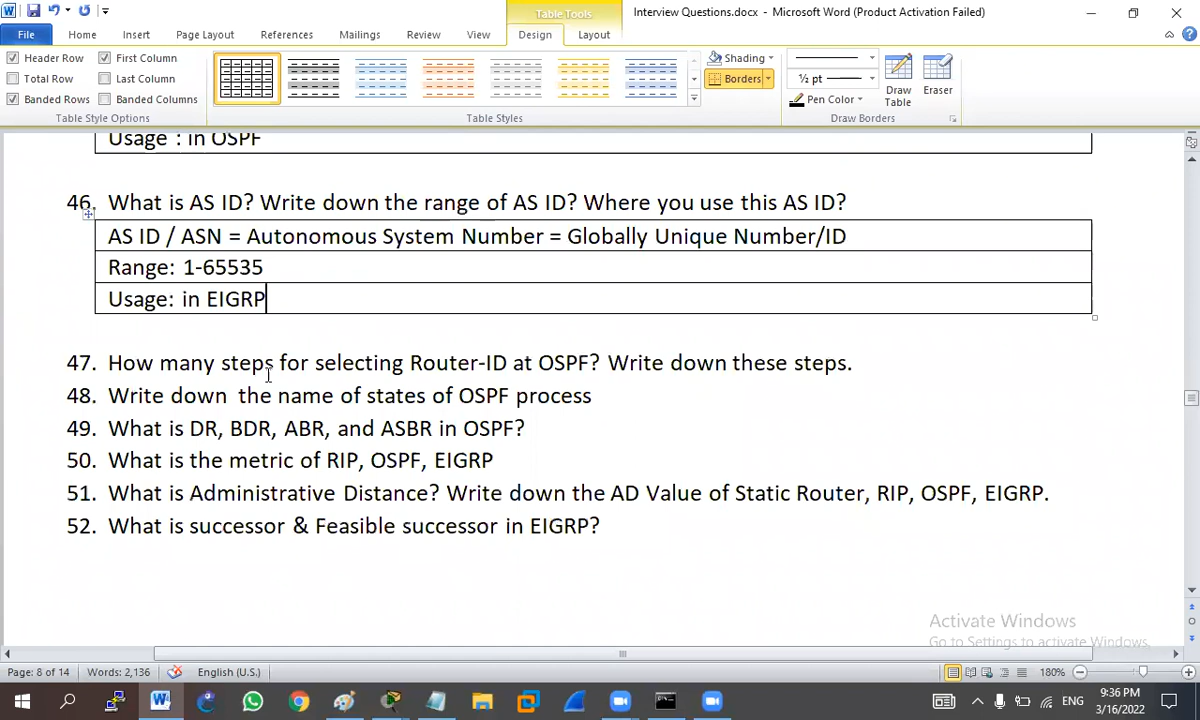 Table Tools
Interview Questions.docx - Microsoft Word (Product Activation Failed)
File Home Insert Page Layout References Mailings Review View Design Layout
Header Row First Column
Total Row Last Column
Banded Rows Banded Columns
Table Style Options
Table Styles
Shading
Borders
½ pt
Pen Color
Draw Table
Eraser
Draw Borders
Usage : in OSPF
46. What is AS ID? Write down the range of AS ID? Where you use this AS ID?
AS ID / ASN = Autonomous System Number = Globally Unique Number/ID
Range: 1-65535
Usage: in EIGRP
47. How many steps for selecting Router-ID at OSPF? Write down these steps.
48. Write down the name of states of OSPF process
49. What is DR, BDR, ABR, and ASBR in OSPF?
50. What is the metric of RIP, OSPF, EIGRP
51. What is Administrative Distance? Write down the AD Value of Static Router, RIP, OSPF, EIGRP.
52. What is successor & Feasible successor in EIGRP?
Activate Windows
Go to Settings to activate Windows.
Page: 8 of 14 Words: 2,136 English (U.S.) 180%
ENG
9:36 PM
3/16/2022